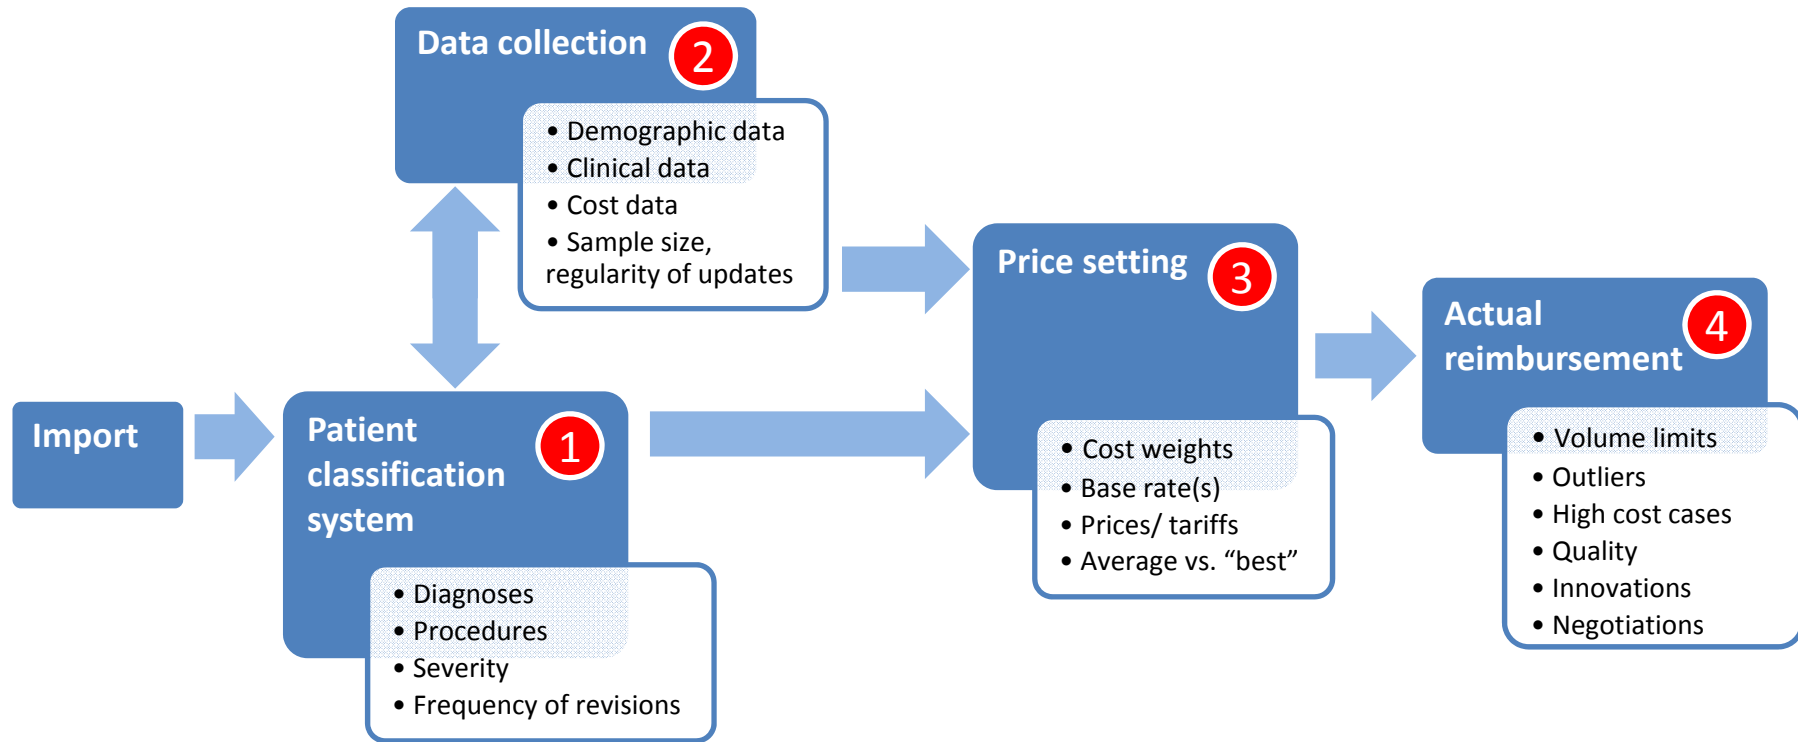 Data collection
2
• Demographic data
• Clinical data
• Cost data
• Sample size,
regularity of updates
Import
Patient
classification
system
1
• Diagnoses
• Procedures
• Severity
• Frequency of revisions
Price setting
3
• Cost weights
• Base rate(s)
• Prices/ tariffs
• Average vs. “best”
Actual
reimbursement
4
• Volume limits
• Outliers
• High cost cases
• Quality
• Innovations
• Negotiations